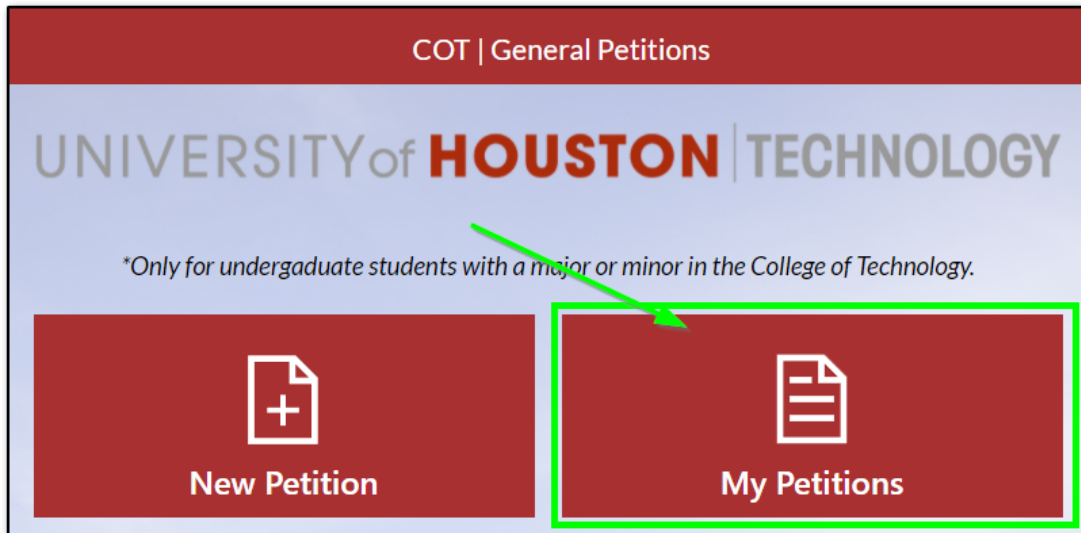 COT | General Petitions
UNIVERSITY of HOUSTON | TECHNOLOGY
*Only for undergaduate students with a major or minor in the College of Technology.
New Petition
My Petitions